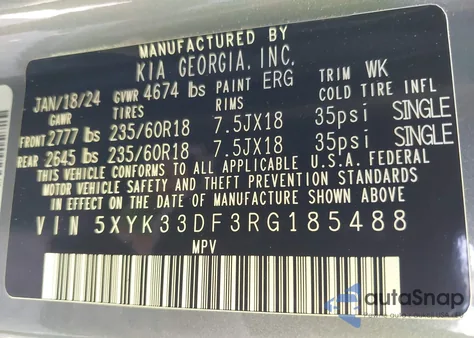 MANUFACTURED BY
KIA GEORGIA, INC.
JAN/18/24 GVWR 4674 lbs PAINT ERG TRIM WK
GAWR TIRES RIMS COLD TIRE INFL
FRONT 2777 lbs 235/60R18 7.5JX18 35psi SINGLE
REAR 2645 lbs 235/60R18 7.5JX18 35psi SINGLE
THIS VEHICLE CONFORMS TO ALL APPLICABLE U.S.A. FEDERAL
MOTOR VEHICLE SAFETY AND THEFT PREVENTION STANDARDS
IN EFFECT ON THE DATE OF MANUFACTURE SHOWN ABOVE.
VIN 5XYK33DF3RG185488
MPV
autoSnap